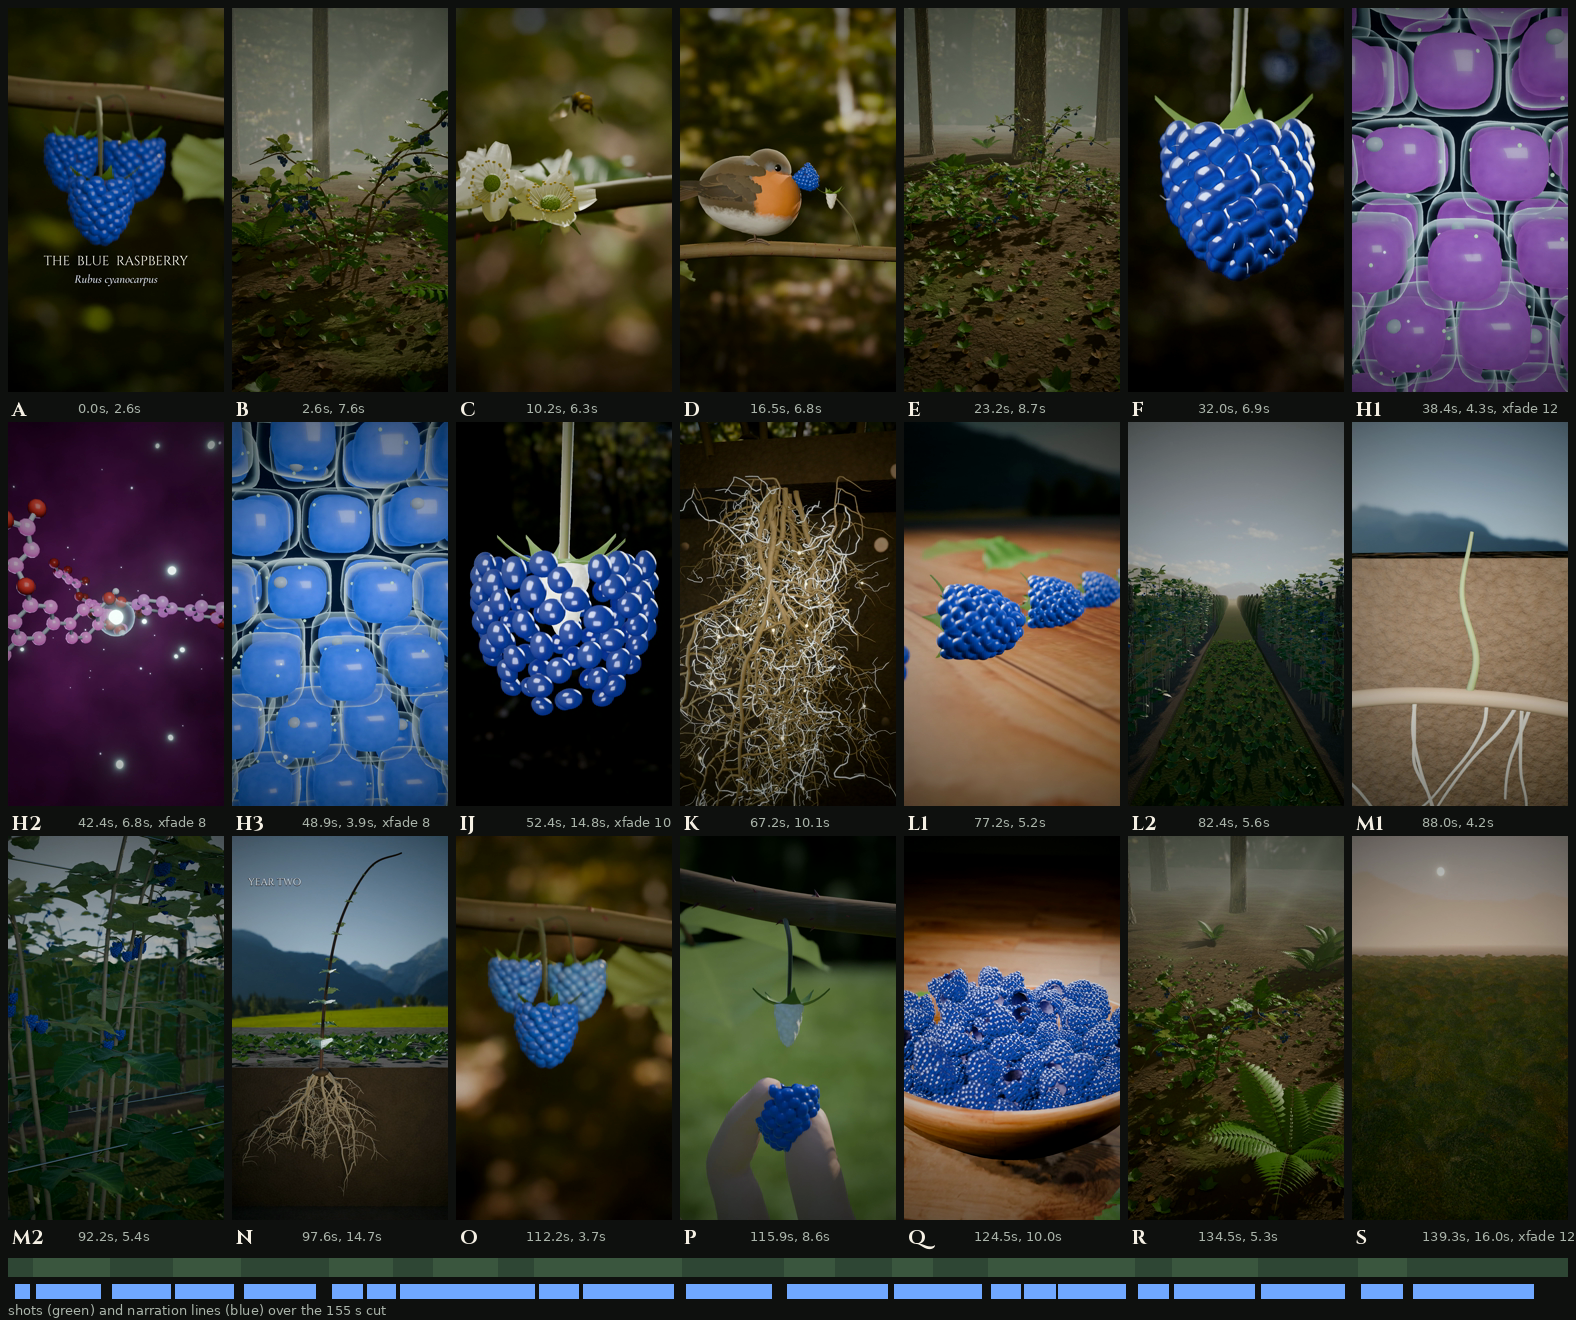 THE BLUE RASPBERRY
Rubus cyanocarpus
A 0.0s, 2.6s
B 2.6s, 7.6s
C 10.2s, 6.3s
D 16.5s, 6.8s
E 23.2s, 8.7s
F 32.0s, 6.9s
H1 38.4s, 4.3s, xfade 12
H2 42.4s, 6.8s, xfade 8
H3 48.9s, 3.9s, xfade 8
IJ 52.4s, 14.8s, xfade 10
K 67.2s, 10.1s
L1 77.2s, 5.2s
L2 82.4s, 5.6s
M1 88.0s, 4.2s
YEAR TWO
M2 92.2s, 5.4s
N 97.6s, 14.7s
O 112.2s, 3.7s
P 115.9s, 8.6s
Q 124.5s, 10.0s
R 134.5s, 5.3s
S 139.3s, 16.0s, xfade 12
shots (green) and narration lines (blue) over the 155 s cut